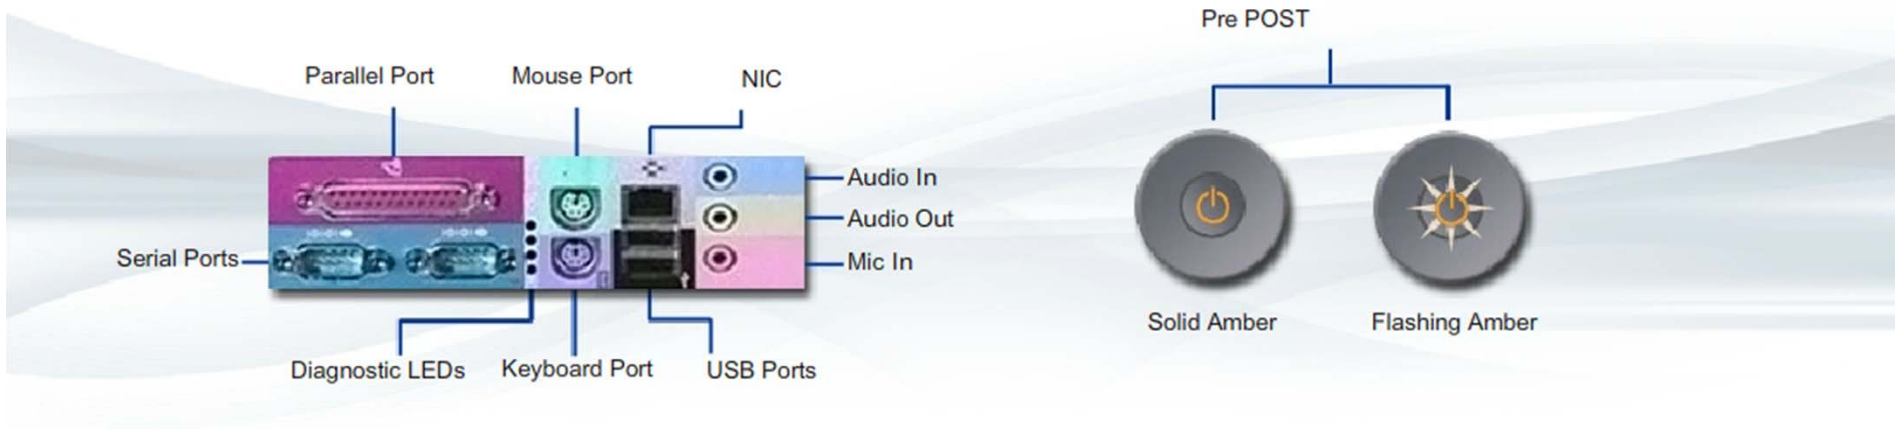 Pre POST
Parallel Port
Mouse Port
NIC
Audio In
Audio Out
Serial Ports
Mic In
Solid Amber
Flashing Amber
Diagnostic LEDs
Keyboard Port
USB Ports